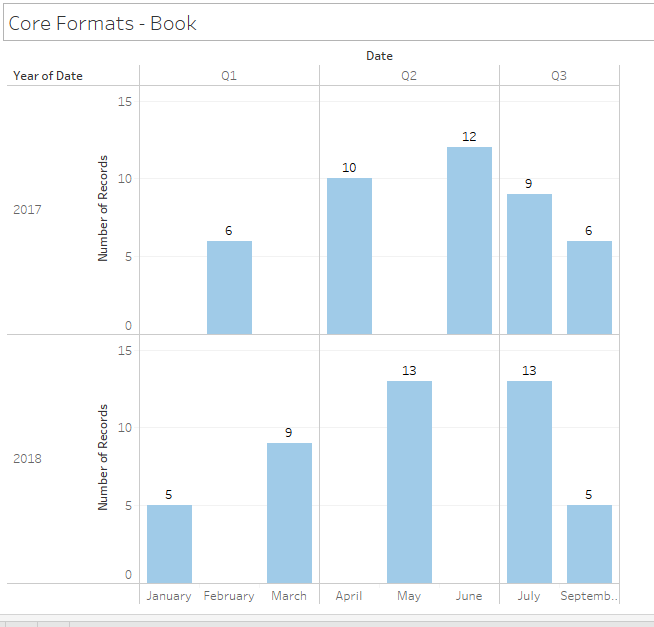 Core Formats - Book
Date
Year of Date Q1 Q2 Q3
15
12
10
10
9
2017 Number of Records
6 6
5
0
15
13 13
10
9
2018 Number of Records
5 5
5
0
January February March April May June July Septemb..